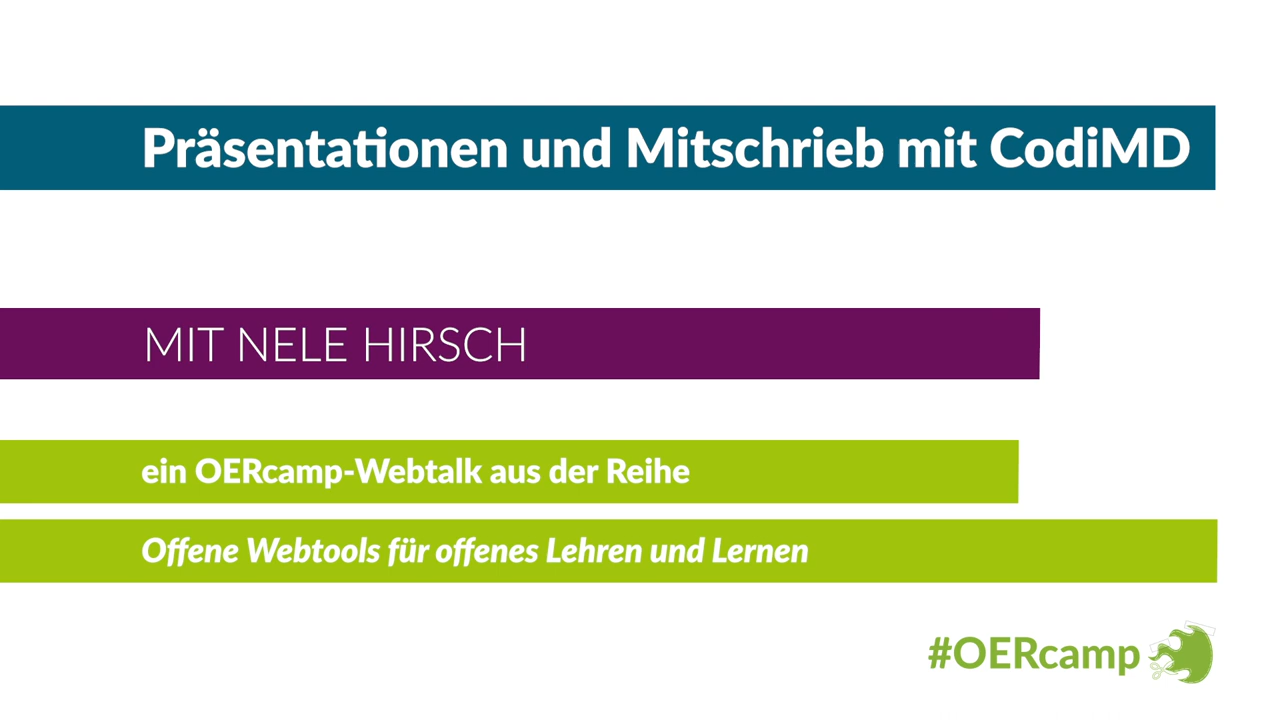 Präsentationen und Mitschrieb mit CodiMD
MIT NELE HIRSCH
ein OERcamp-Webtalk aus der Reihe
Offene Webtools für offenes Lehren und Lernen
#OERcamp